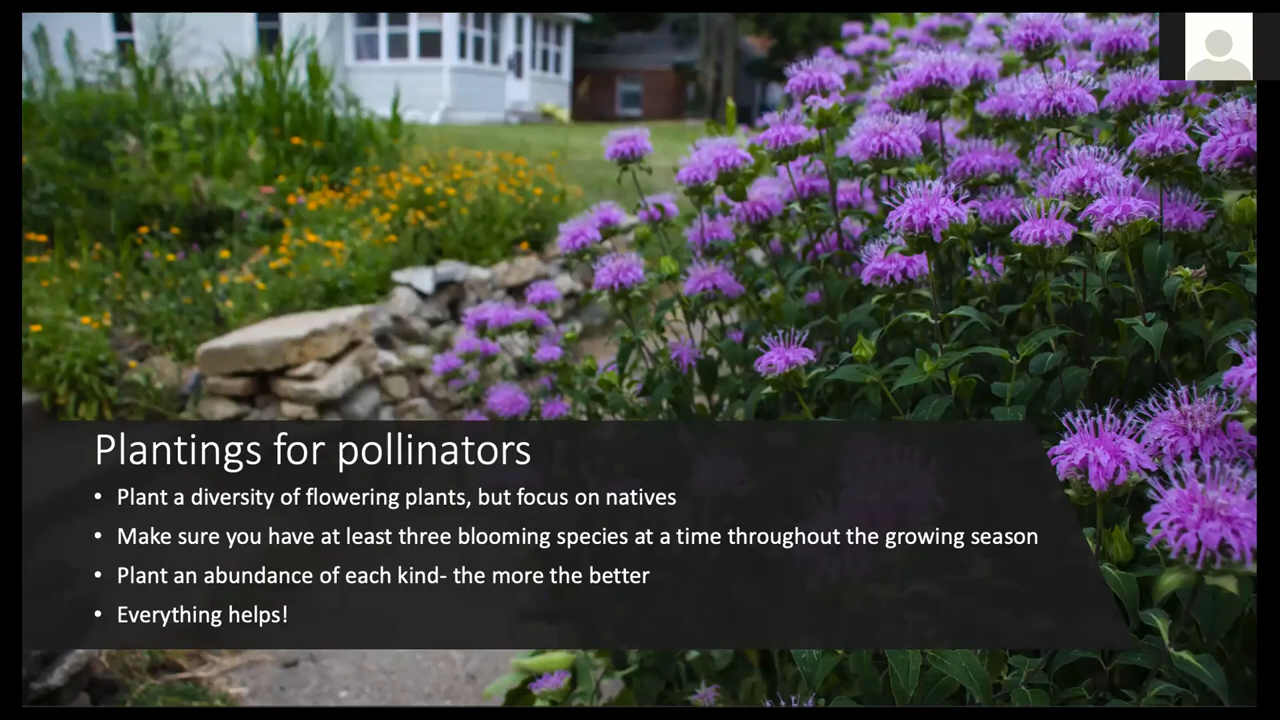 Plantings for pollinators
• Plant a diversity of flowering plants, but focus on natives
• Make sure you have at least three blooming species at a time throughout the growing season
• Plant an abundance of each kind- the more the better
• Everything helps!